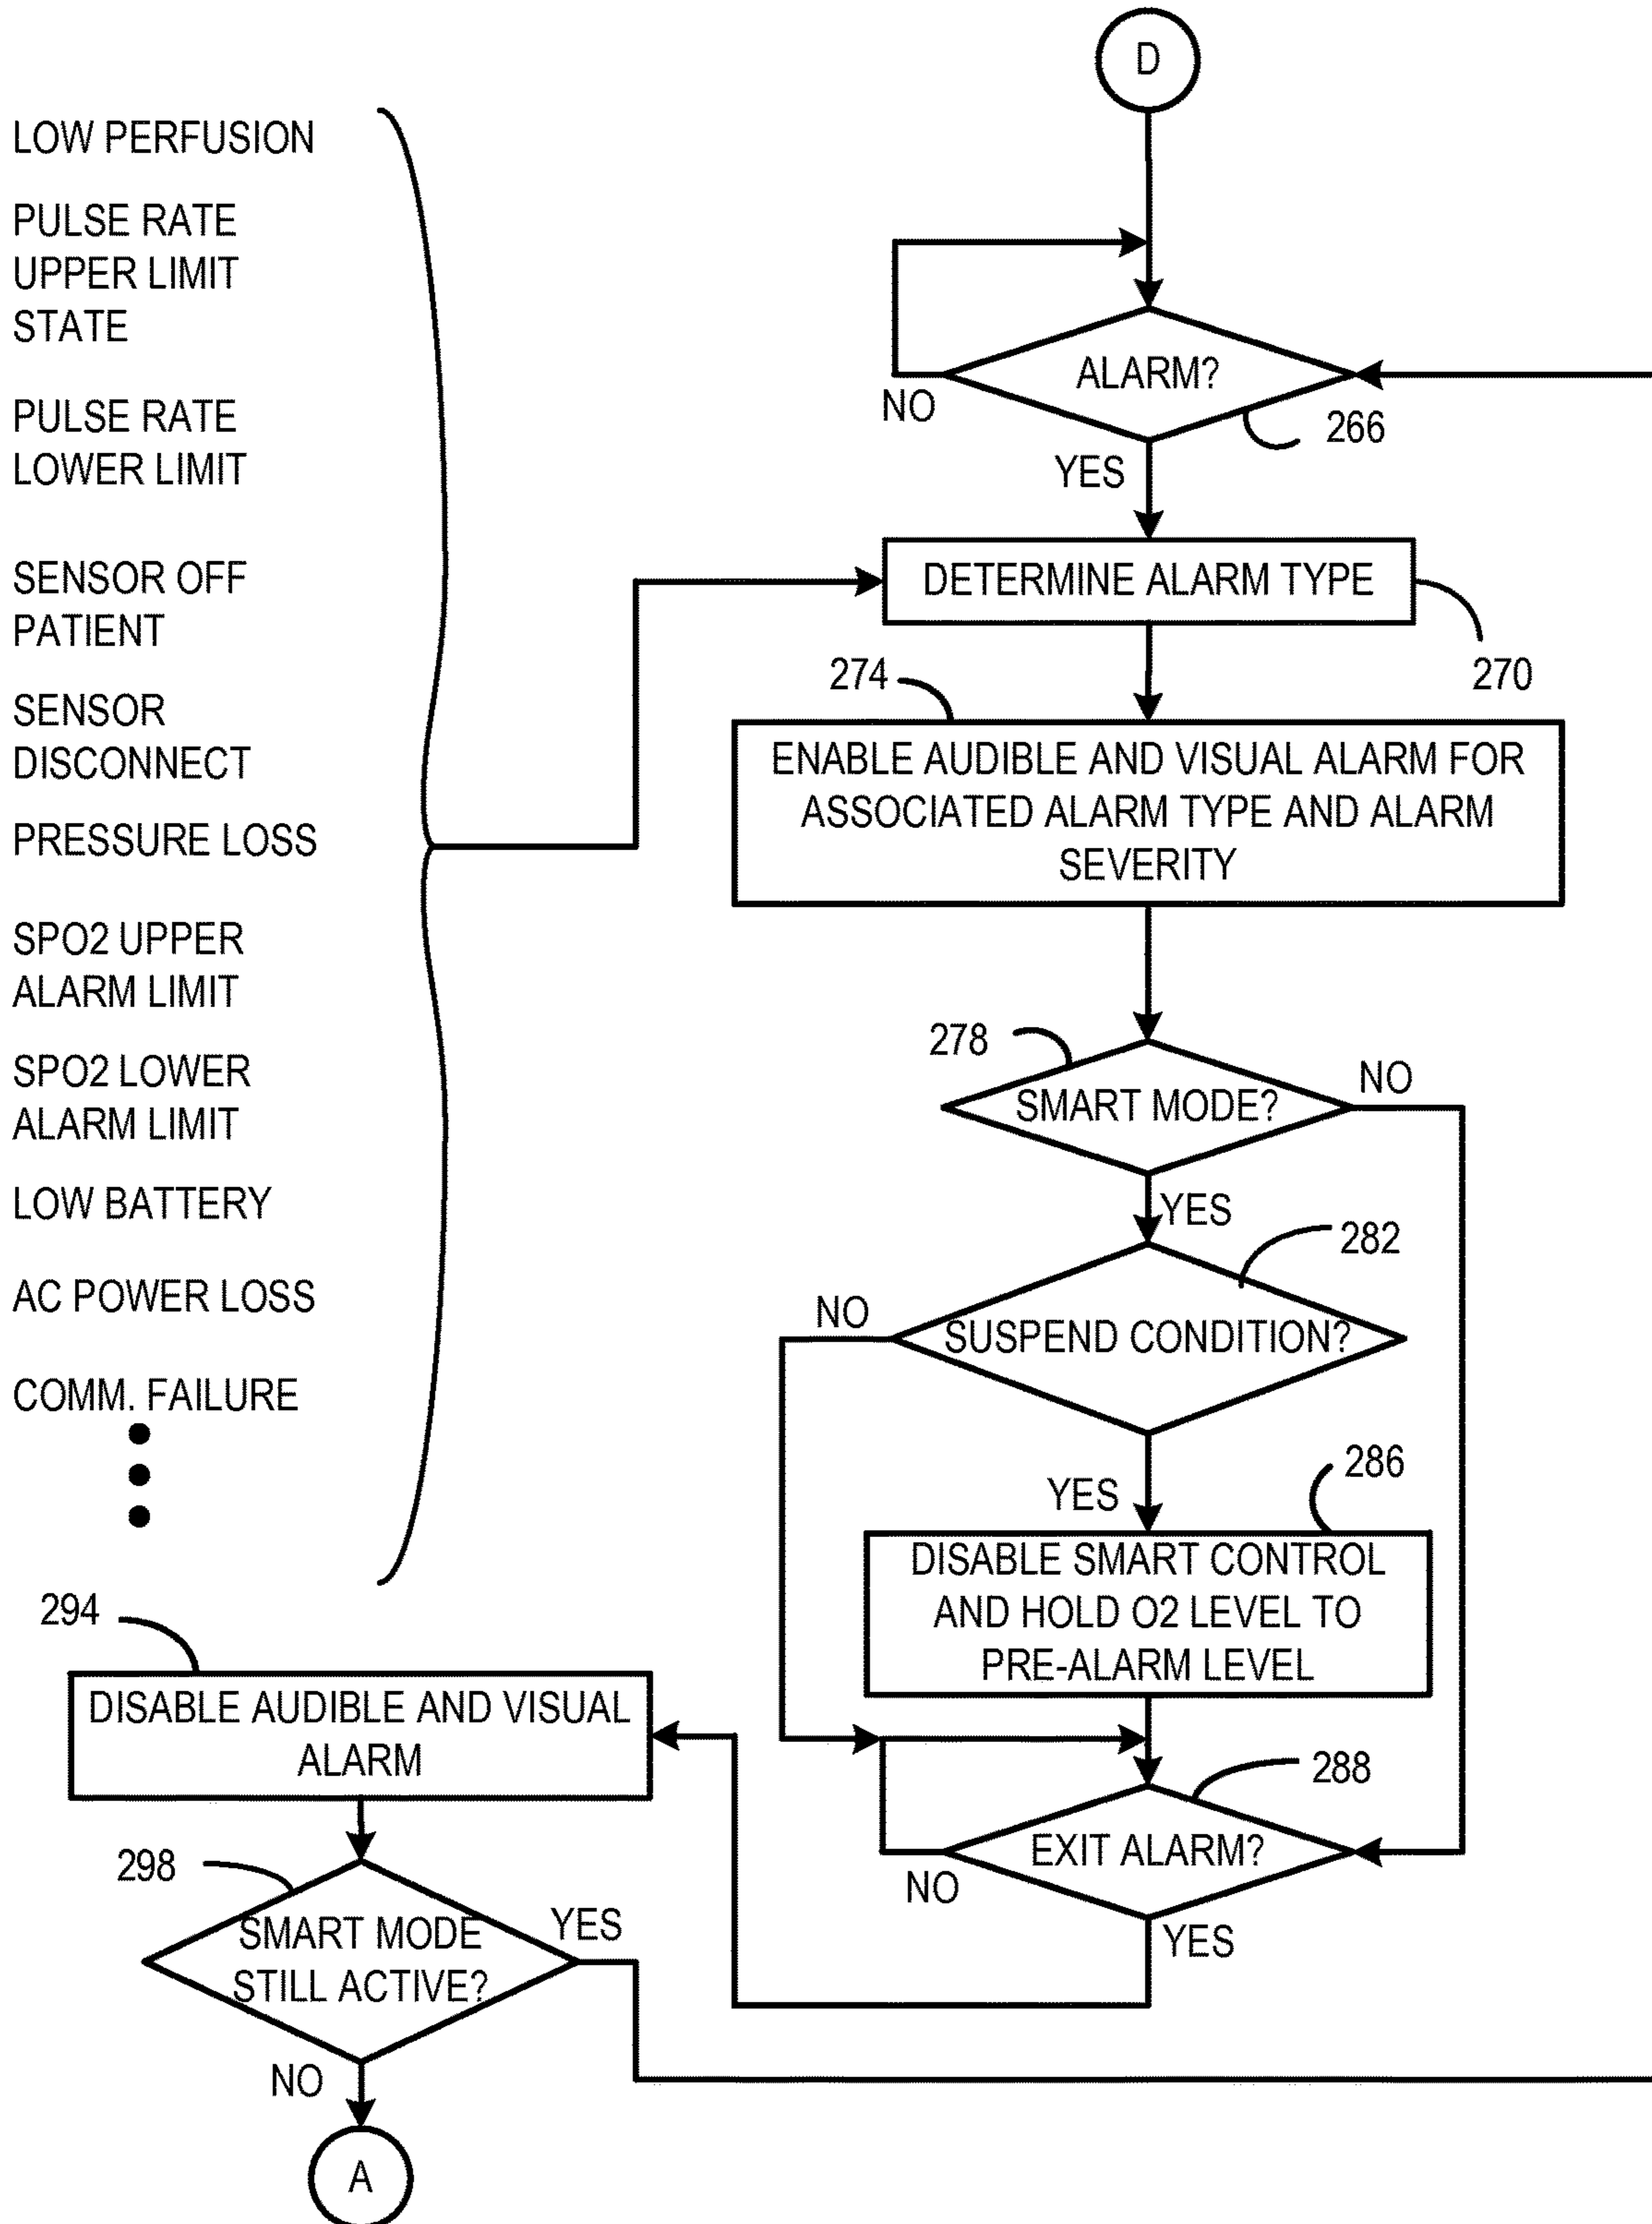 D
LOW PERFUSION
PULSE RATE
UPPER LIMIT
STATE
PULSE RATE
LOWER LIMIT
SENSOR OFF
PATIENT
SENSOR
DISCONNECT
PRESSURE LOSS
SPO2 UPPER
ALARM LIMIT
SPO2 LOWER
ALARM LIMIT
LOW BATTERY
AC POWER LOSS
COMM. FAILURE
ALARM?
NO
266
YES
DETERMINE ALARM TYPE
270
274
ENABLE AUDIBLE AND VISUAL ALARM FOR
ASSOCIATED ALARM TYPE AND ALARM
SEVERITY
278
SMART MODE?
NO
YES
282
NO
SUSPEND CONDITION?
YES
286
DISABLE SMART CONTROL
AND HOLD O2 LEVEL TO
PRE-ALARM LEVEL
288
EXIT ALARM?
NO
YES
294
DISABLE AUDIBLE AND VISUAL
ALARM
298
SMART MODE
STILL ACTIVE?
YES
NO
A